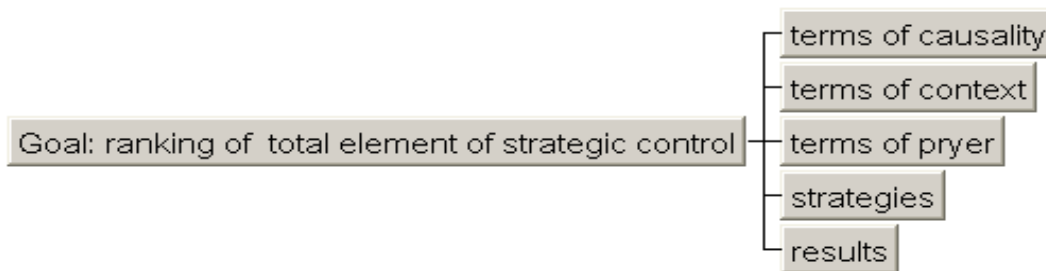 terms of causality
terms of context
Goal: ranking of total element of strategic control
terms of pryer
strategies
results